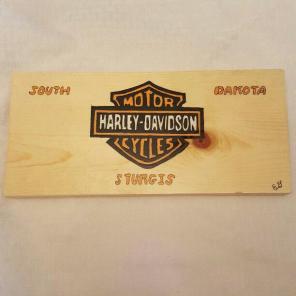 SOUTH DAKOTA
MOTOR
HARLEY-DAVIDSON
CYCLES
STURGIS